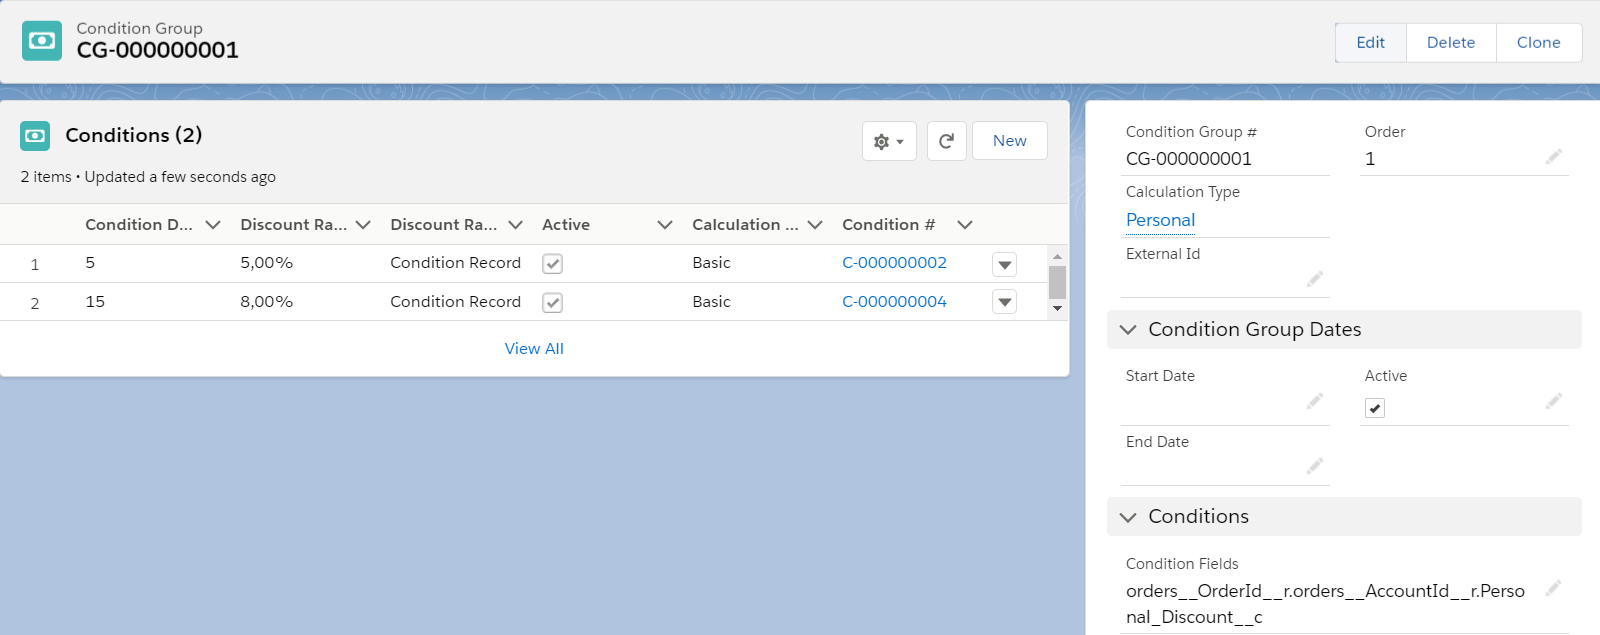 Condition Group
CG-000000001
Edit
Delete
Clone
Conditions (2)
New
2 items • Updated a few seconds ago
Condition D... Discount Ra... Discount Ra... Active Calculation ... Condition #
1 5 5,00% Condition Record Basic C-000000002
2 15 8,00% Condition Record Basic C-000000004
View All
Condition Group #
CG-000000001
Order
1
Calculation Type
Personal
External Id
Condition Group Dates
Start Date
Active
End Date
Conditions
Condition Fields
orders__OrderId__r.orders__AccountId__r.Perso
nal_Discount__c